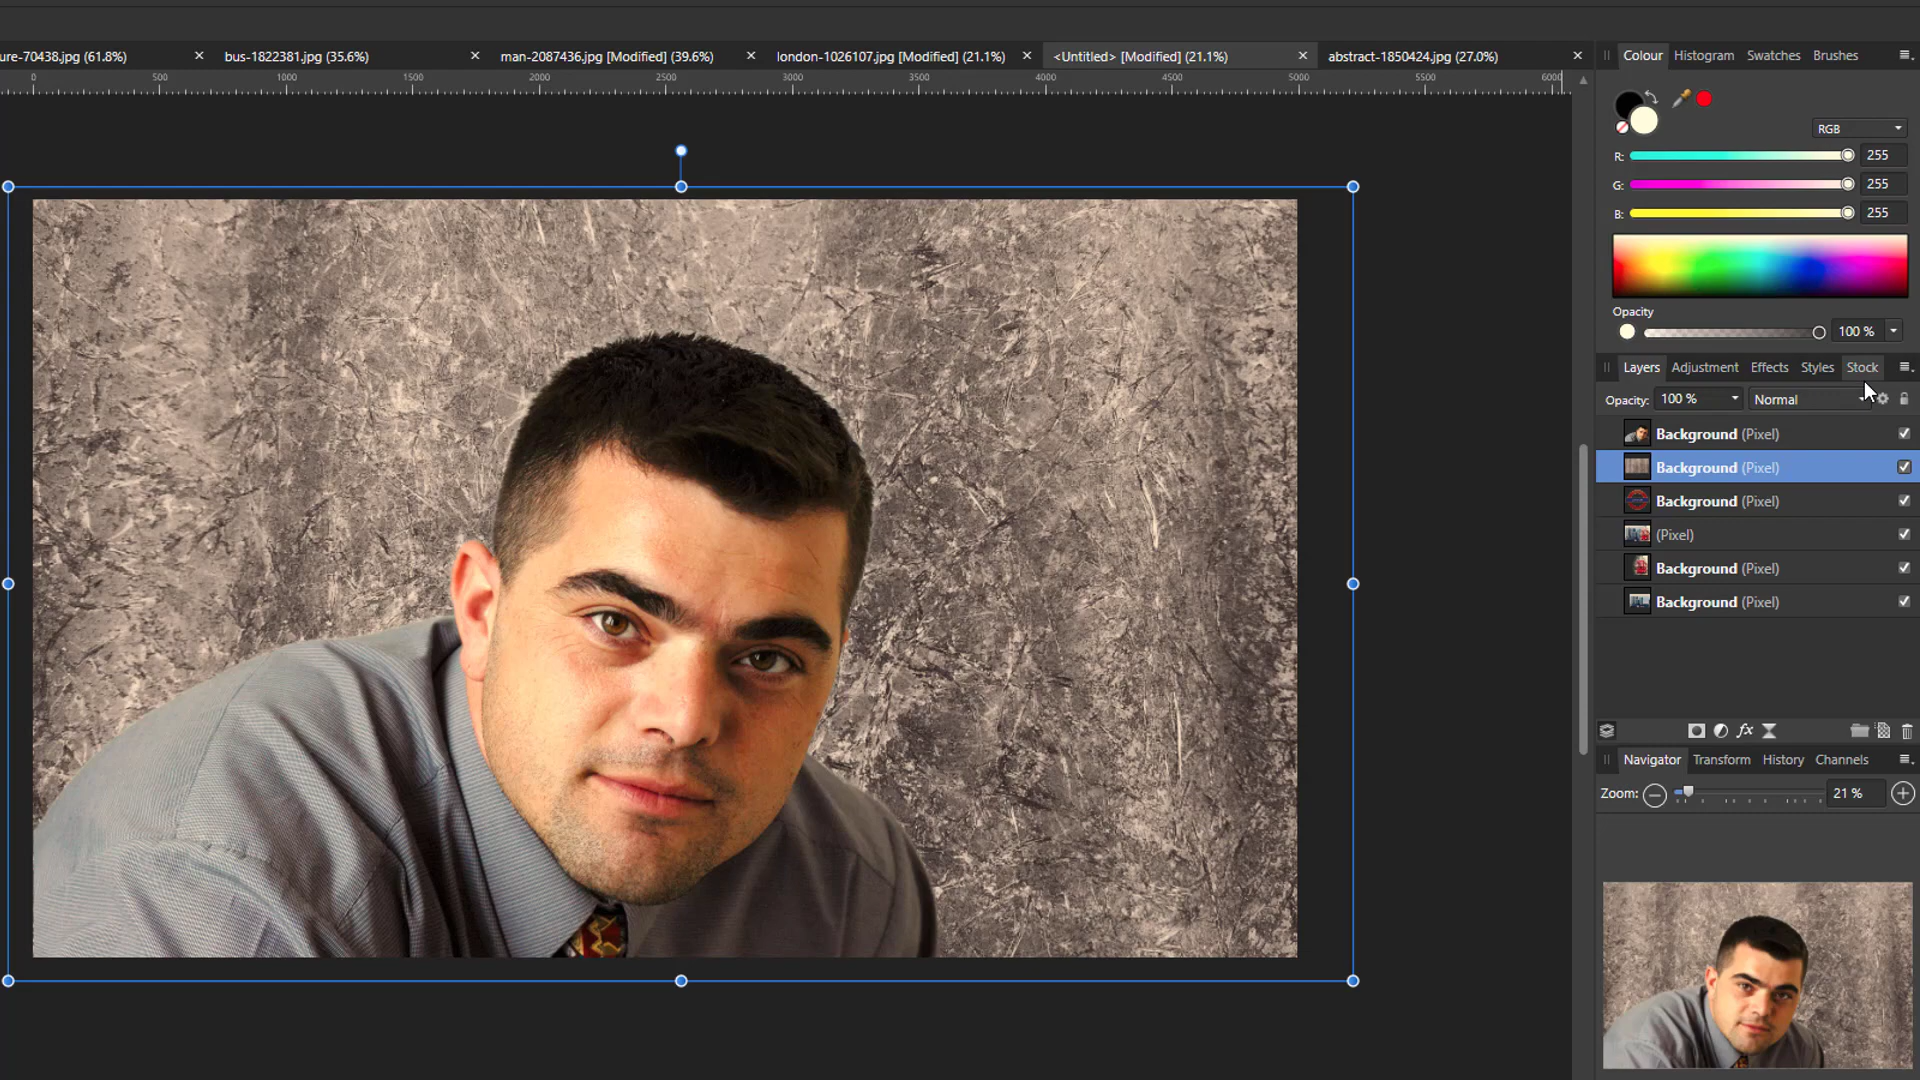 ure-70438.jpg (61.8%)
bus-1822381.jpg (35.6%)
man-2087436.jpg [Modified] (39.6%)
london-1026107.jpg [Modified] (21.1%)
<Untitled> [Modified] (21.1%)
abstract-1850424.jpg (27.0%)
0 500 1000 1500 2000 2500 3000 3500 4000 4500 5000 5500 6000
Colour Histogram Swatches Brushes
RGB
R: 255
G: 255
B: 255
Opacity
100 %
Layers Adjustment Effects Styles Stock
Opacity: 100 % Normal
Background (Pixel)
Background (Pixel)
Background (Pixel)
(Pixel)
Background (Pixel)
Background (Pixel)
fx
Navigator Transform History Channels
Zoom: 21 %